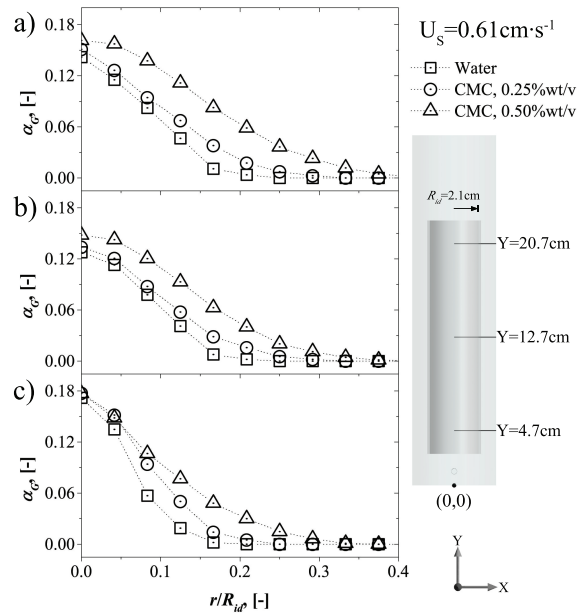 a)
0.18
0.12
0.06
0.00
α_G, [-]
b)
0.18
0.12
0.06
0.00
α_G, [-]
c)
0.18
0.12
0.06
0.00
α_G, [-]
0.0 0.1 0.2 0.3 0.4
r/R_id, [-]
U_S=0.61cm·s⁻¹
Water
CMC, 0.25%wt/v
CMC, 0.50%wt/v
R_id=2.1cm
Y=20.7cm
Y=12.7cm
Y=4.7cm
(0,0)
Y
X